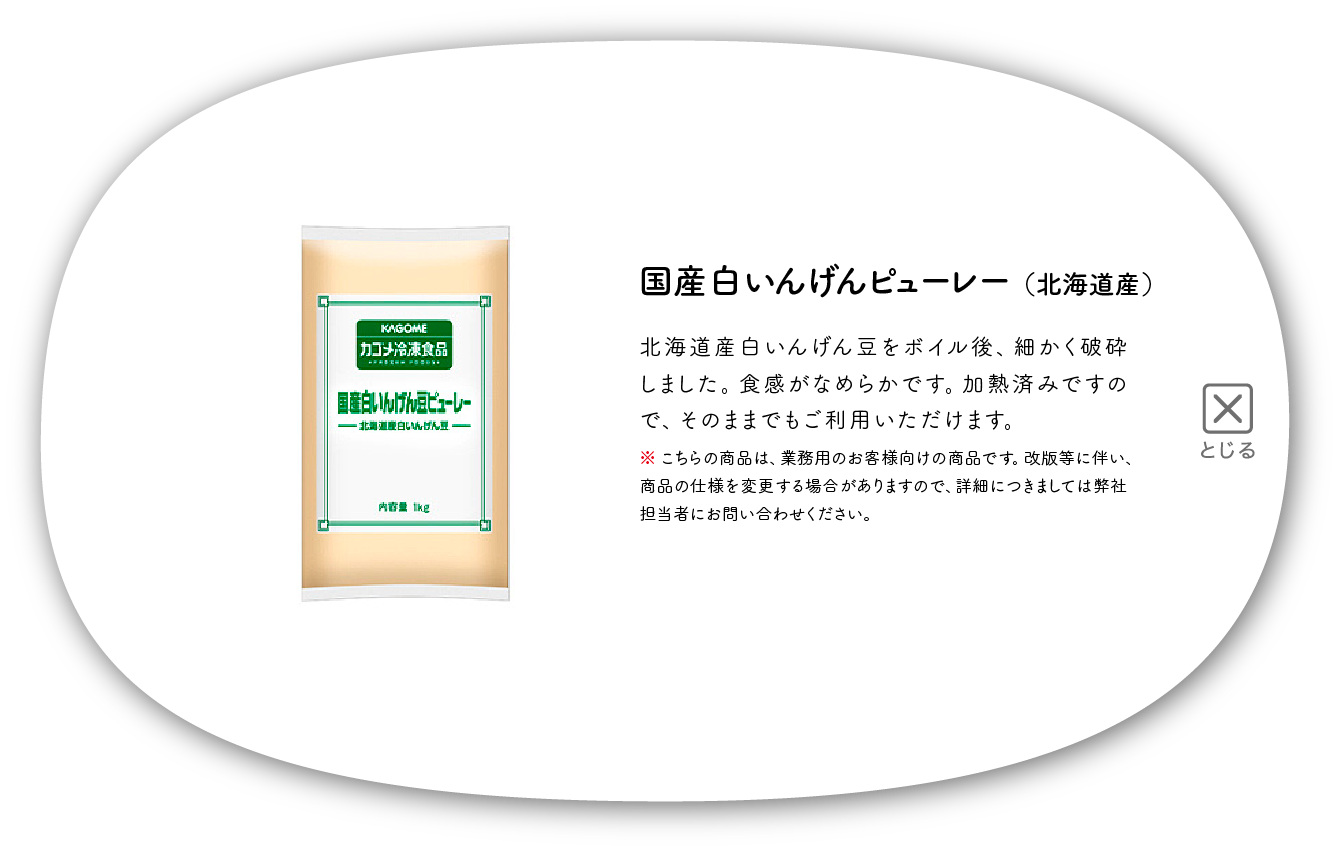 KAGOME
カゴメ冷凍食品
国産白いんげん豆ピューレー
北海道産白いんげん豆
内容量 1kg
国産白いんげんピューレー（北海道産）
北海道産白いんげん豆をボイル後、細かく破砕
しました。食感がなめらかです。加熱済みですの
で、そのままでもご利用いただけます。
※ こちらの商品は、業務用のお客様向けの商品です。改版等に伴い、
商品の仕様を変更する場合がありますので、詳細につきましては弊社
担当者にお問い合わせください。
とじる